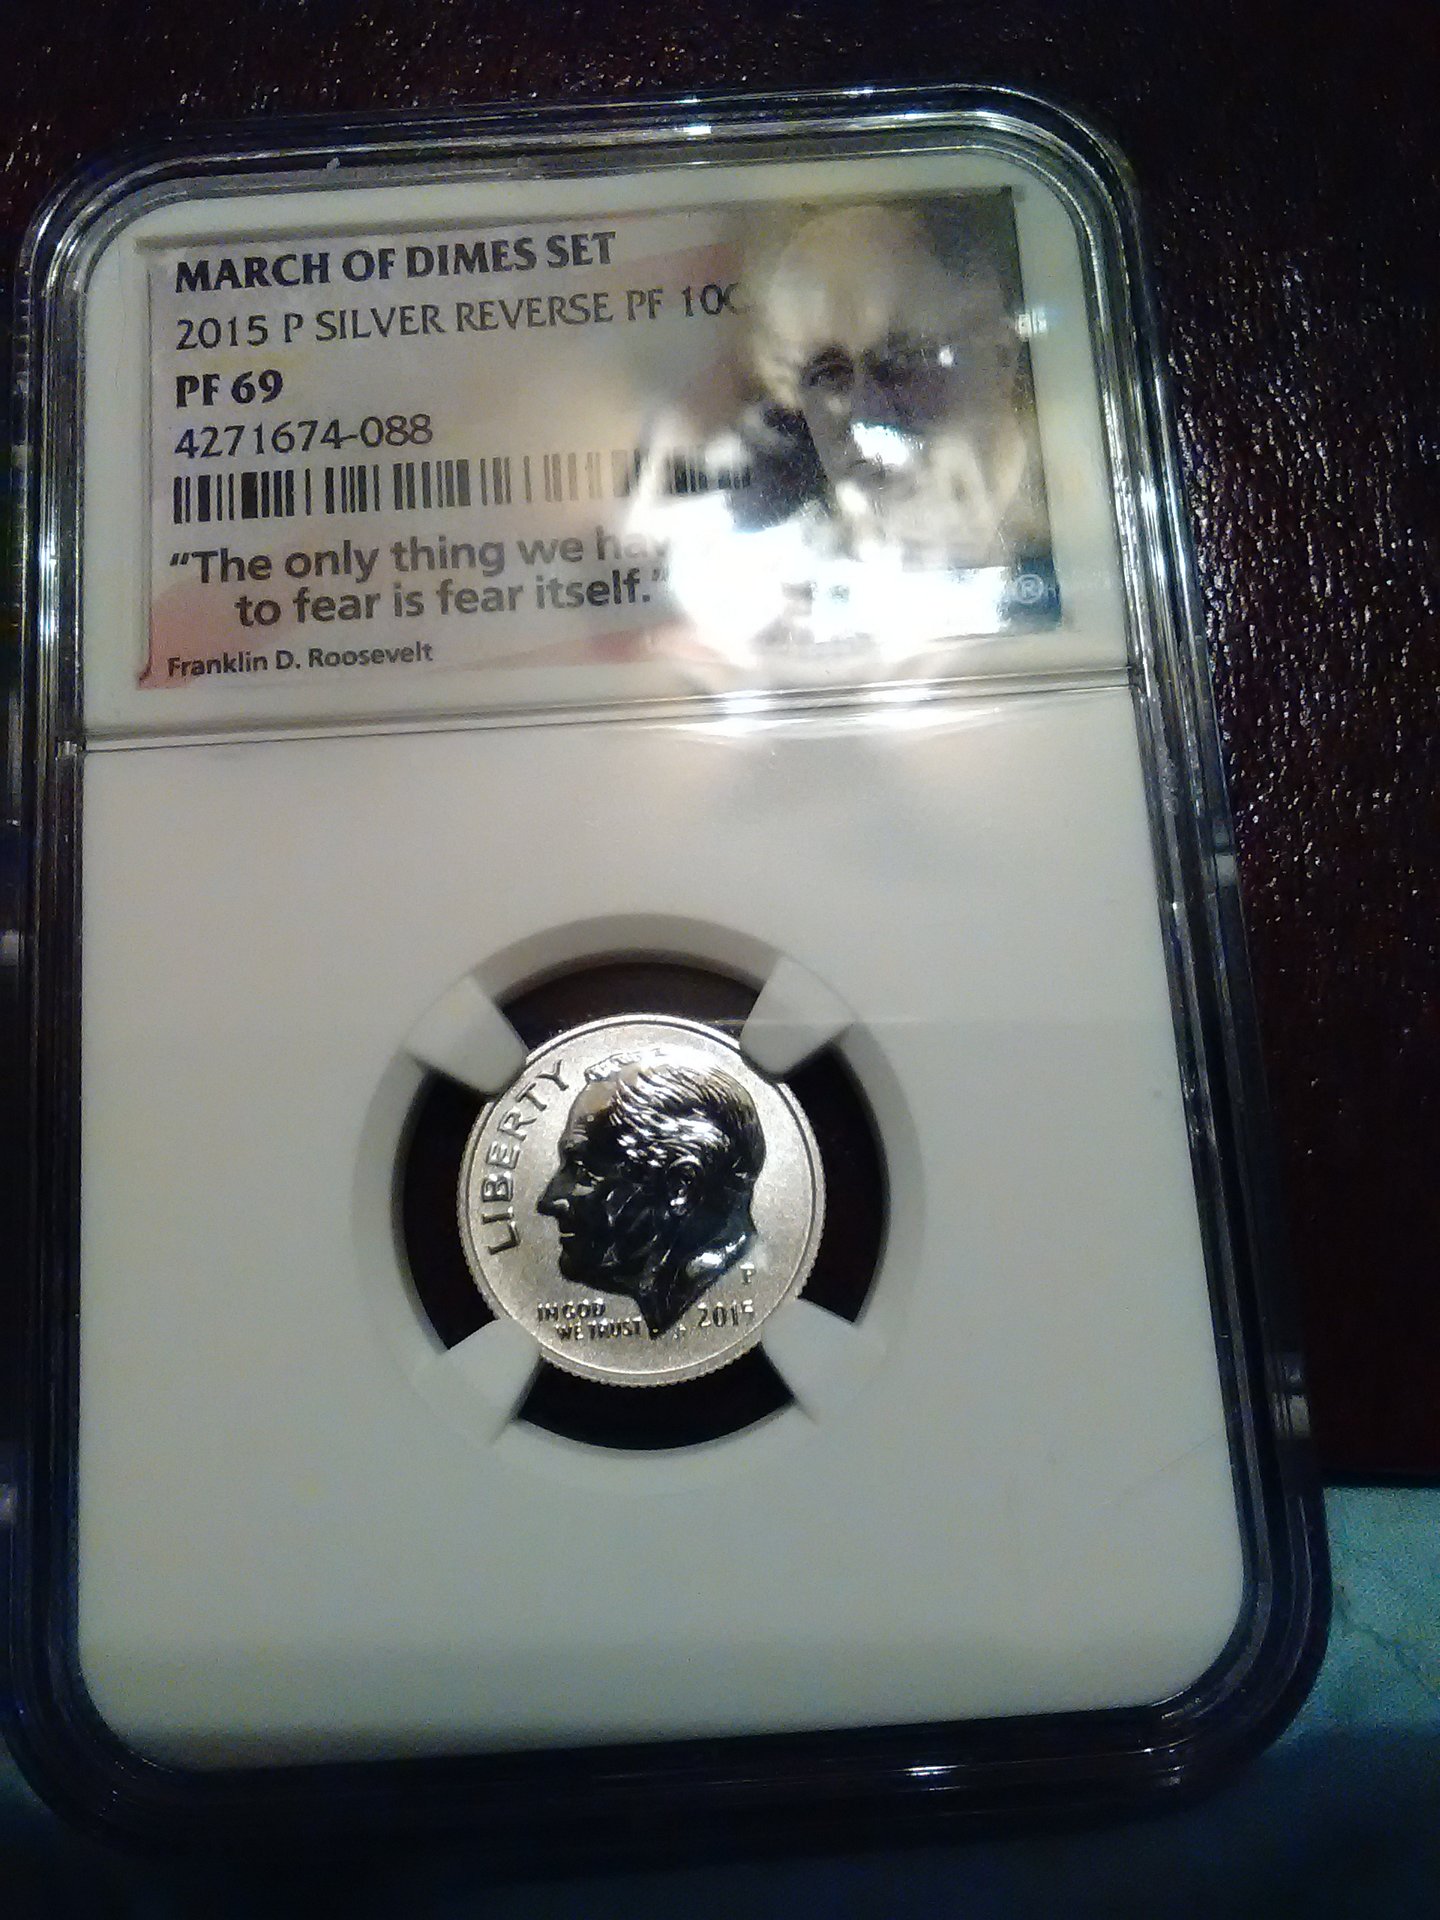 MARCH OF DIMES SET
2015 P SILVER REVERSE PF 10C
PF 69
4271674-088
"The only thing we have
to fear is fear itself."
Franklin D. Roosevelt
®
LIBERTY
P
IN GOD
WE TRUST
2015